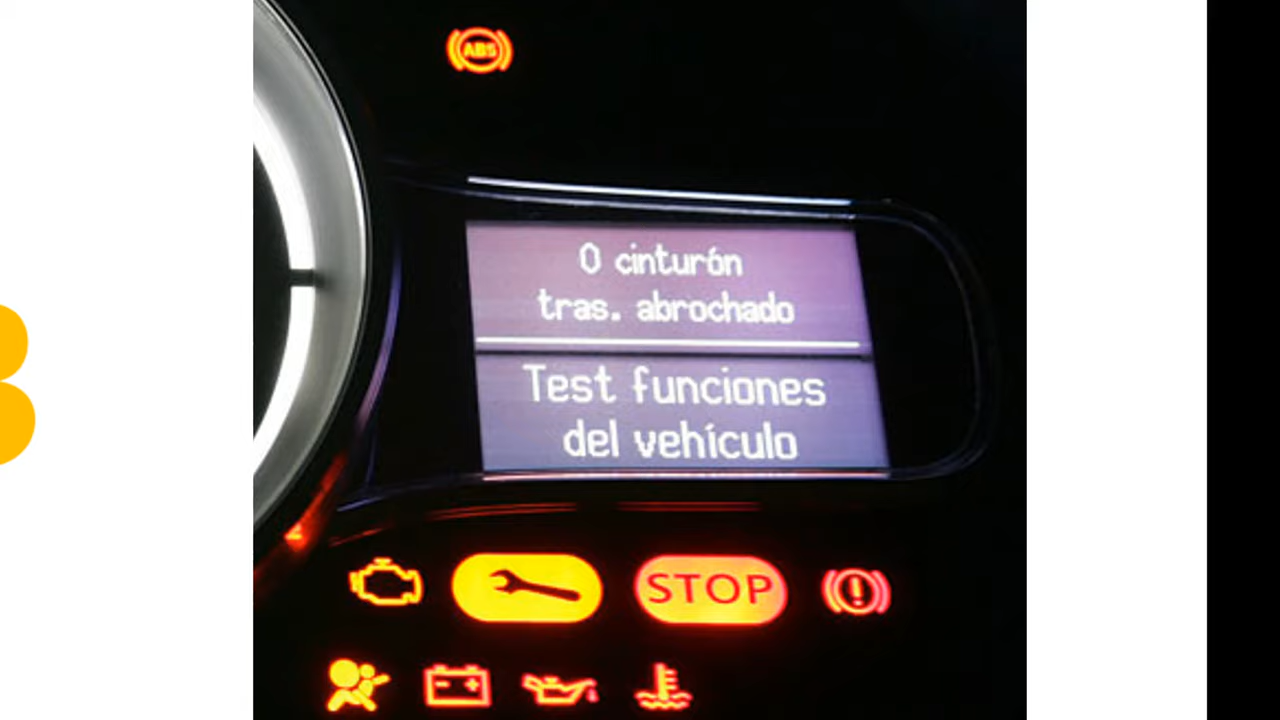 ABS
0 cinturón
tras. abrochado
Test funciones
del vehículo
STOP